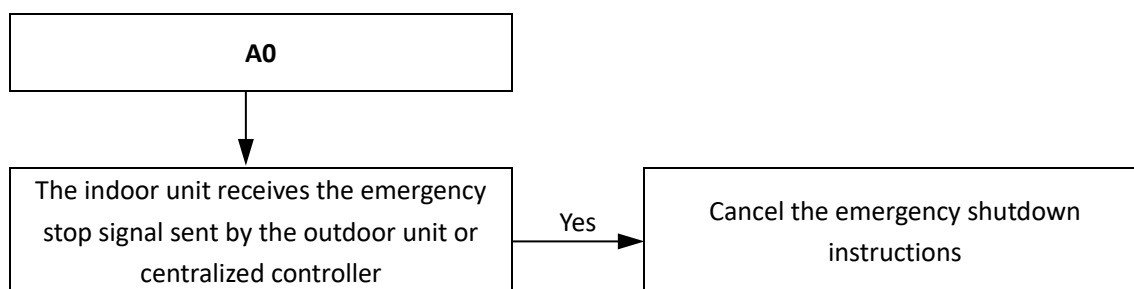 A0
The indoor unit receives the emergency
stop signal sent by the outdoor unit or
centralized controller
Yes
Cancel the emergency shutdown
instructions